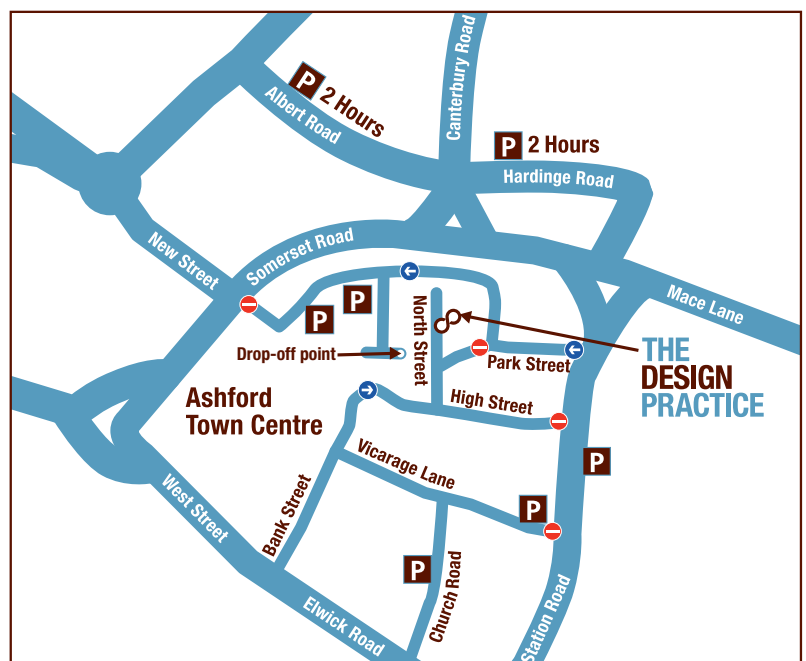 Canterbury Road
P 2 Hours
Albert Road
P 2 Hours
Hardinge Road
New Street
Somerset Road
Mace Lane
P
P
North Street
Drop-off point
Park Street
THE
DESIGN
PRACTICE
Ashford
Town Centre
High Street
Vicarage Lane
P
P
West Street
Bank Street
P
Church Road
Elwick Road
Station Road